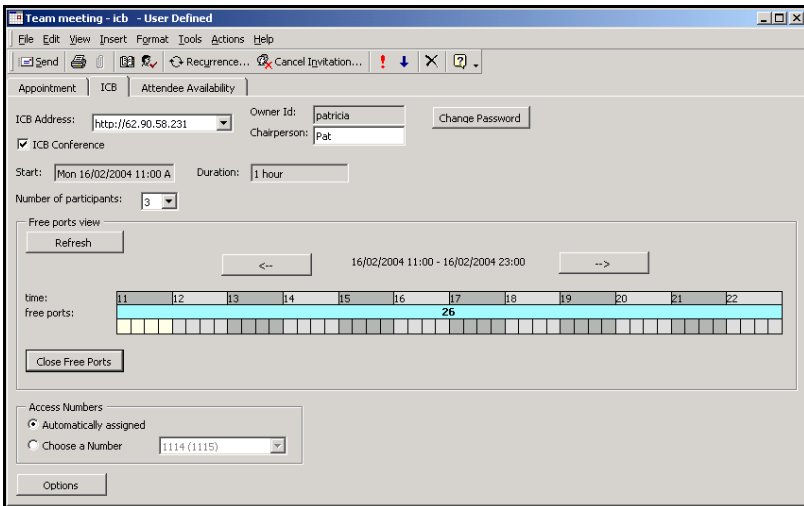 Team meeting - icb - User Defined
File Edit View Insert Format Tools Actions Help
Send Recurrence... Cancel Invitation...
Appointment ICB Attendee Availability
ICB Address: http://62.90.58.231
Owner Id: patricia
Change Password
Chairperson: Pat
ICB Conference
Start: Mon 16/02/2004 11:00 A Duration: 1 hour
Number of participants: 3
Free ports view
Refresh
<-- 16/02/2004 11:00 - 16/02/2004 23:00 -->
time: 11 12 13 14 15 16 17 18 19 20 21 22
free ports: 26
Close Free Ports
Access Numbers
Automatically assigned
Choose a Number 1114 (1115)
Options